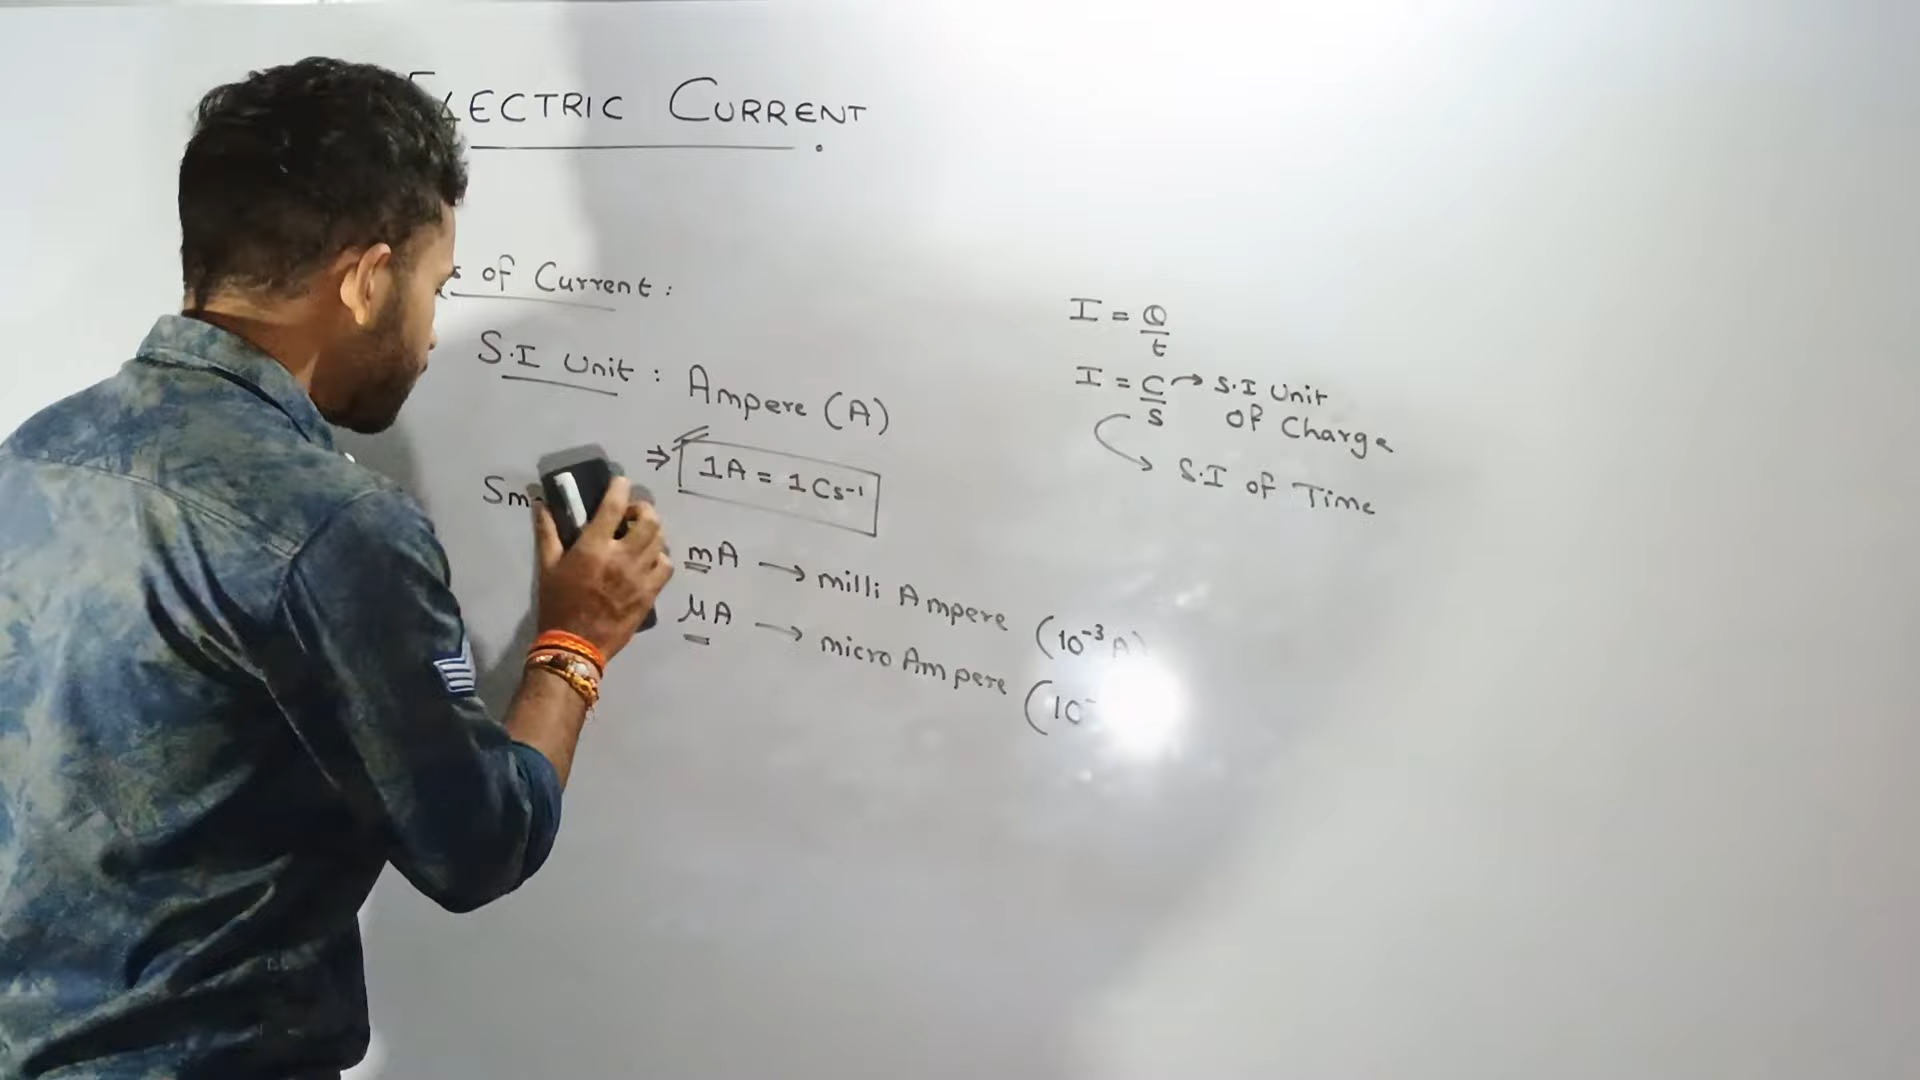 ELECTRIC CURRENT
of Current :
S.I Unit : Ampere (A)
⇒ 1A = 1Cs⁻¹
Sm
mA → milli Ampere (10⁻³ A)
μA → micro Ampere (10⁻
I = Q/t
I = C/s → S.I Unit
of Charge
→ S.I of Time